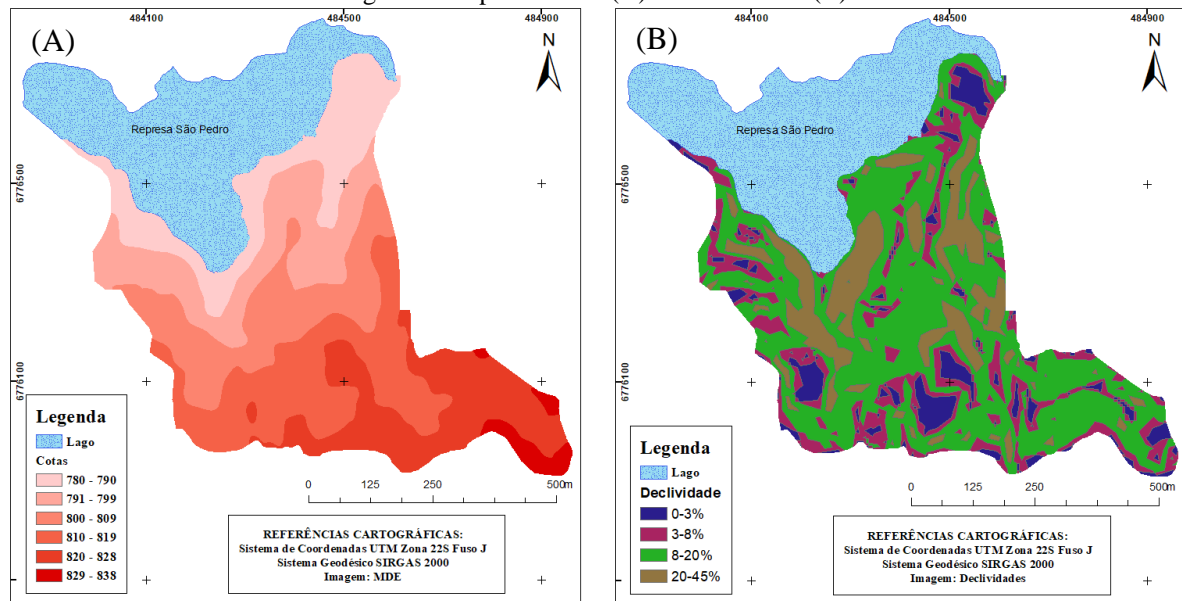 (A)
484100
484500
484900
N
Represa São Pedro
6776500
6776100
Legenda
Lago
Cotas
780 - 790
791 - 799
800 - 809
810 - 819
820 - 828
829 - 838
0
125
250
500m
REFERÊNCIAS CARTOGRÁFICAS:
Sistema de Coordenadas UTM Zona 22S Fuso J
Sistema Geodésico SIRGAS 2000
Imagem: MDE
(B)
484100
484500
484900
N
Represa São Pedro
6776500
6776100
Legenda
Lago
Declividade
0-3%
3-8%
8-20%
20-45%
0
125
250
500m
REFERÊNCIAS CARTOGRÁFICAS:
Sistema de Coordenadas UTM Zona 22S Fuso J
Sistema Geodésico SIRGAS 2000
Imagem: Declividades